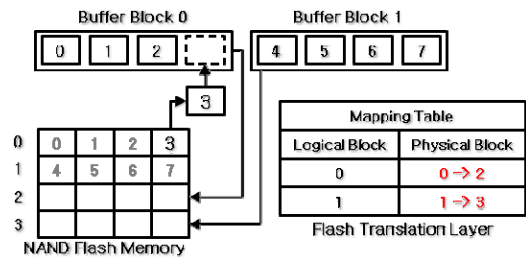 Buffer Block 0
Buffer Block 1
0 1 2
4 5 6 7
3
0 0 1 2 3
1 4 5 6 7
2
3
NAND Flash Memory
Mapping Table
Logical Block Physical Block
0 0 -> 2
1 1 -> 3
Flash Translation Layer